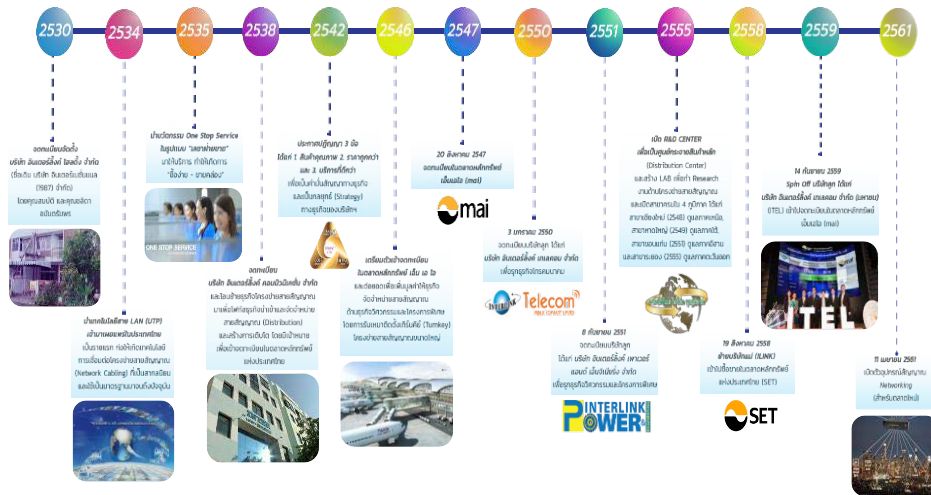 2530
2534
2535
2538
2542
2546
2547
2550
2551
2555
2558
2559
2561
จดทะเบียนจัดตั้ง
บริษัท อินเตอร์ลิ้งค์ โฮลดิ้ง จำกัด
(ชื่อเดิม บริษัท อินเตอร์เนชั่นแนล
(1987) จำกัด)
โดยคุณสมบัติ และคุณชลิดา
อนันตรัมพร
นำเทคโนโลยีสาย LAN (UTP)
เข้ามาเผยแพร่ในประเทศไทย
เป็นรายแรก ก่อให้เกิดเทคโนโลยี
การเชื่อมต่อโครงข่ายสายสัญญาณ
(Network Cabling) ที่เป็นสากลนิยม
และใช้เป็นมาตรฐานมาจนถึงปัจจุบัน
นำนวัตกรรม One Stop Service
ในรูปแบบ "เลขาฝ่ายขาย"
มาให้บริการ ทำให้เกิดการ
"ซื้อง่าย - ขายคล่อง"
ONE STOP SERVICE
จดทะเบียน
บริษัท อินเตอร์ลิ้งค์ คอมมิวนิเคชั่น จำกัด
และโอนย้ายธุรกิจโครงข่ายสายสัญญาณ
มาเพื่อโฟกัสธุรกิจนำเข้าและจัดจำหน่าย
สายสัญญาณ (Distribution)
และสร้างการเติบโต โดยมีเป้าหมาย
เพื่อเข้าจดทะเบียนในตลาดหลักทรัพย์
แห่งประเทศไทย
ประกาศปฏิญญา 3 ข้อ
ได้แก่ 1. สินค้าคุณภาพ 2. ราคาถูกกว่า
และ 3. บริการที่ดีกว่า
เพื่อเป็นคำมั่นสัญญาทางธุรกิจ
และเป็นกลยุทธ์ (Strategy)
ทางธุรกิจของบริษัทฯ
เตรียมตัวเข้าจดทะเบียน
ในตลาดหลักทรัพย์ เอ็ม เอ ไอ
และต่อยอดเพื่อเพิ่มมูลค่าให้ธุรกิจ
จัดจำหน่ายสายสัญญาณ
ด้านธุรกิจวิศวกรรมและโครงการพิเศษ
โดยการรับเหมาติดตั้งเทิร์นคีย์ (Turnkey)
โครงข่ายสายสัญญาณขนาดใหญ่
20 สิงหาคม 2547
จดทะเบียนในตลาดหลักทรัพย์
เอ็มเอไอ (mai)
mai
3 มกราคม 2550
จดทะเบียนบริษัทลูก ได้แก่
บริษัท อินเตอร์ลิ้งค์ เทเลคอม จำกัด
เพื่อรุกธุรกิจโทรคมนาคม
INTERLINK Telecom
PUBLIC COMPANY LIMITED
8 กันยายน 2551
จดทะเบียนบริษัทลูก
ได้แก่ บริษัท อินเตอร์ลิ้งค์ เพาเวอร์
แอนด์ เอ็นจิเนียริ่ง จำกัด
เพื่อรุกธุรกิจวิศวกรรมและโครงการพิเศษ
INTERLINK
POWER
เปิด R&D CENTER
เพื่อเป็นศูนย์กระจายสินค้าหลัก
(Distribution Center)
และสร้าง LAB เพื่อทำ Research
งานด้านโครงข่ายสายสัญญาณ
และเปิดสาขาครบใน 4 ภูมิภาค ได้แก่
สาขาเชียงใหม่ (2548) ดูแลภาคเหนือ,
สาขาหาดใหญ่ (2549) ดูแลภาคใต้,
สาขาขอนแก่น (2551) ดูแลภาคอีสาน
และสาขาระยอง (2555) ดูแลภาคตะวันออก
19 สิงหาคม 2558
ย้ายบริษัทแม่ (ILINK)
เข้าไปซื้อขายในตลาดหลักทรัพย์
แห่งประเทศไทย (SET)
SET
14 กันยายน 2559
Spin Off บริษัทลูก ได้แก่
บริษัท อินเตอร์ลิ้งค์ เทเลคอม จำกัด (มหาชน)
(ITEL) เข้าไปจดทะเบียนในตลาดหลักทรัพย์
เอ็มเอไอ (mai)
ITEL
11 เมษายน 2561
เปิดตัวอุปกรณ์สัญญาณ
Networking
(สำหรับตลาดใหม่)